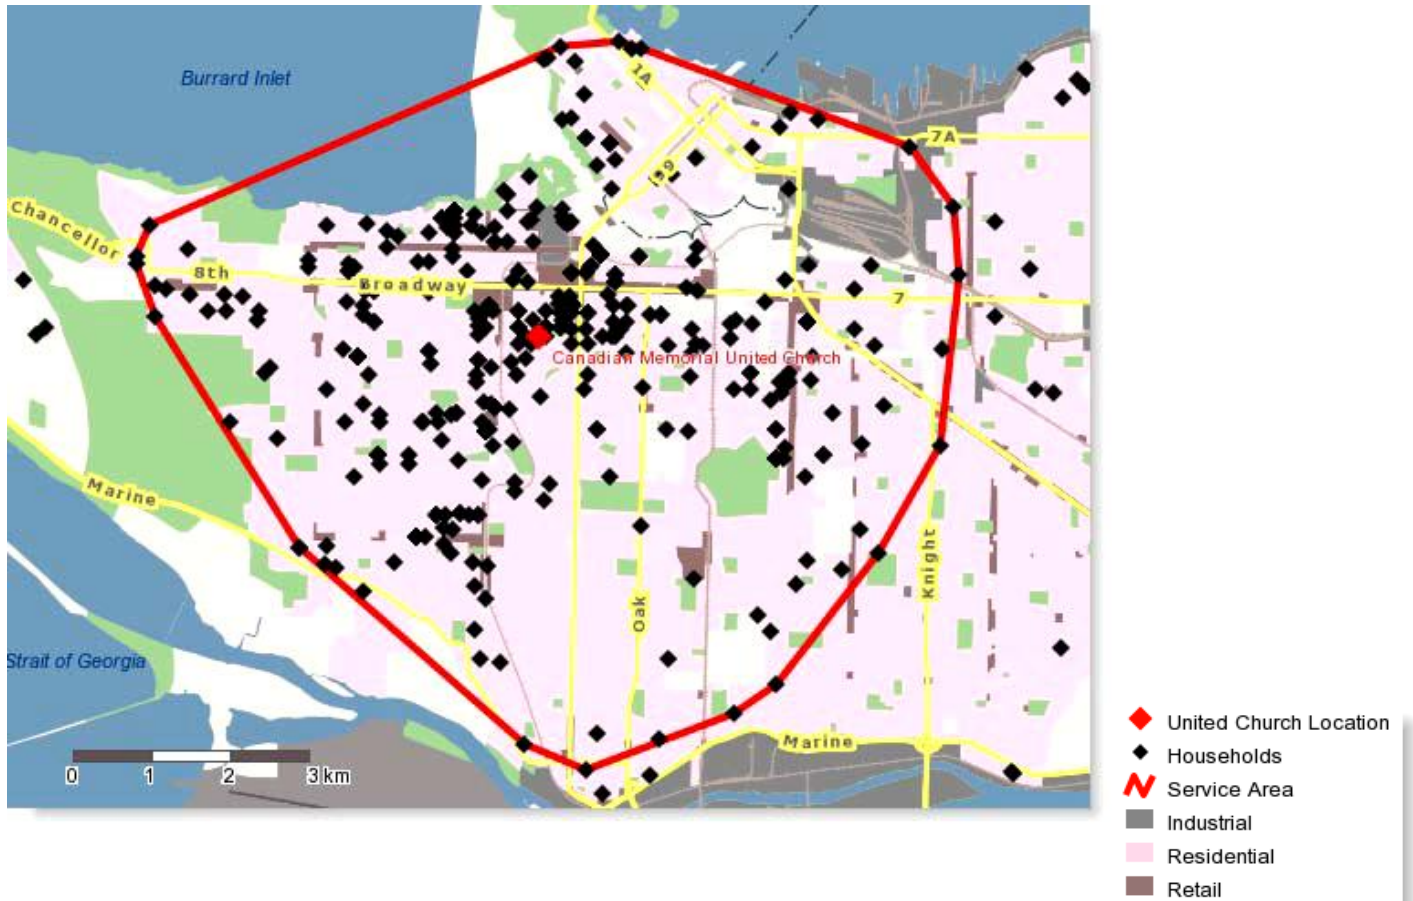 Burrard Inlet
1A
7A
99
Chancellor
8th
Broadway
7
Canadian Memorial United Church
Marine
Knight
Oak
Strait of Georgia
Marine
0 1 2 3 km
United Church Location
Households
Service Area
Industrial
Residential
Retail